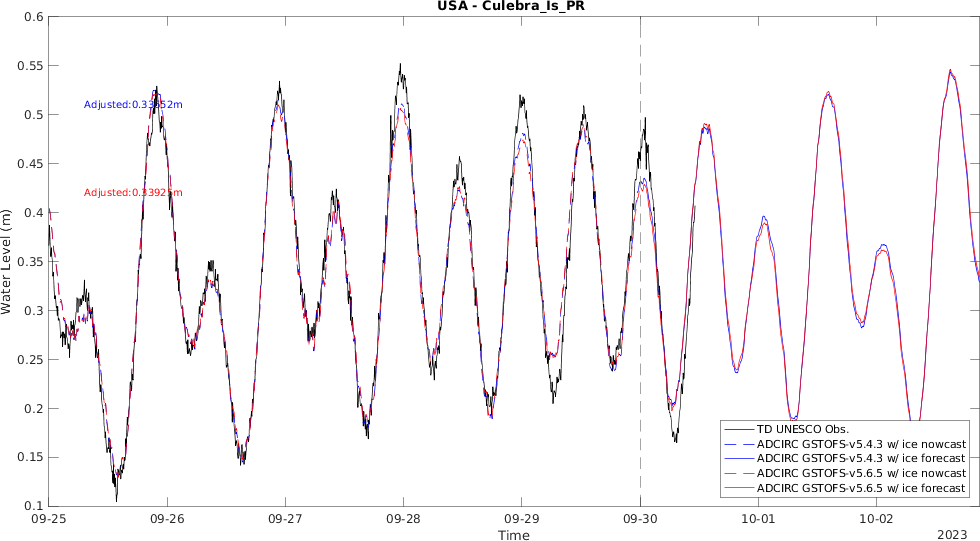 USA - Culebra_Is_PR
0.6
0.55
0.5
0.45
0.4
0.35
0.3
0.25
0.2
0.15
0.1
Water Level (m)
Adjusted:0.33652m
Adjusted:0.33925m
TD UNESCO Obs.
ADCIRC GSTOFS-v5.4.3 w/ ice nowcast
ADCIRC GSTOFS-v5.4.3 w/ ice forecast
ADCIRC GSTOFS-v5.6.5 w/ ice nowcast
ADCIRC GSTOFS-v5.6.5 w/ ice forecast
09-25 09-26 09-27 09-28 09-29 09-30 10-01 10-02
Time
2023